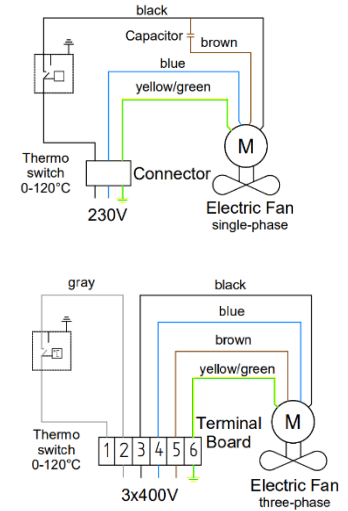 black
Capacitor
brown
blue
yellow/green
M
Thermo
switch
0-120°C
Connector
230V
Electric Fan
single-phase
gray
black
blue
brown
yellow/green
M
Thermo
switch
0-120°C
1 2 3 4 5 6
Terminal
Board
3x400V
Electric Fan
three-phase